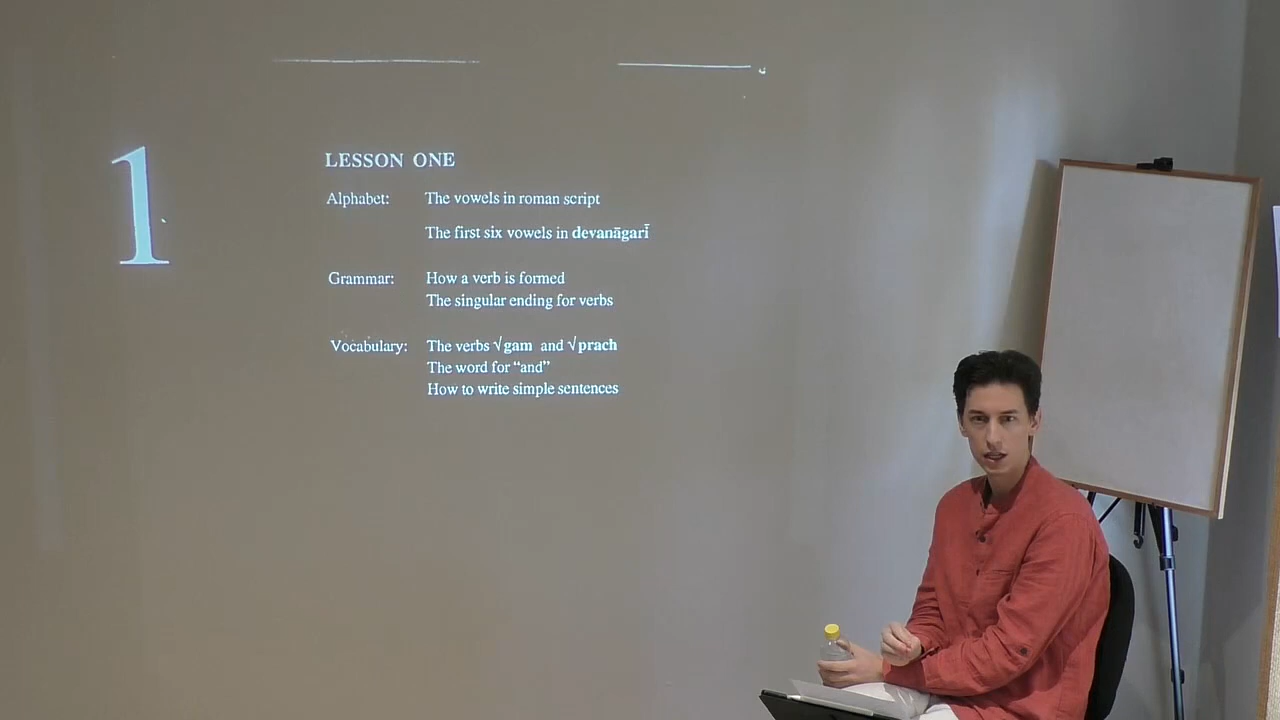 1
LESSON ONE
Alphabet: The vowels in roman script
The first six vowels in devanāgarī
Grammar: How a verb is formed
The singular ending for verbs
Vocabulary: The verbs √gam and √prach
The word for “and”
How to write simple sentences